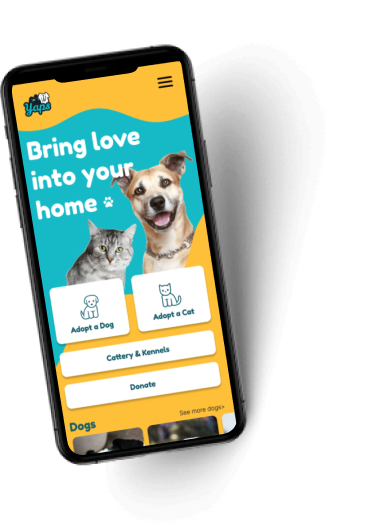 Yaps
Bring love
into your
home
Adopt a Dog
Adopt a Cat
Cattery & Kennels
Donate
Dogs
See more dogs>